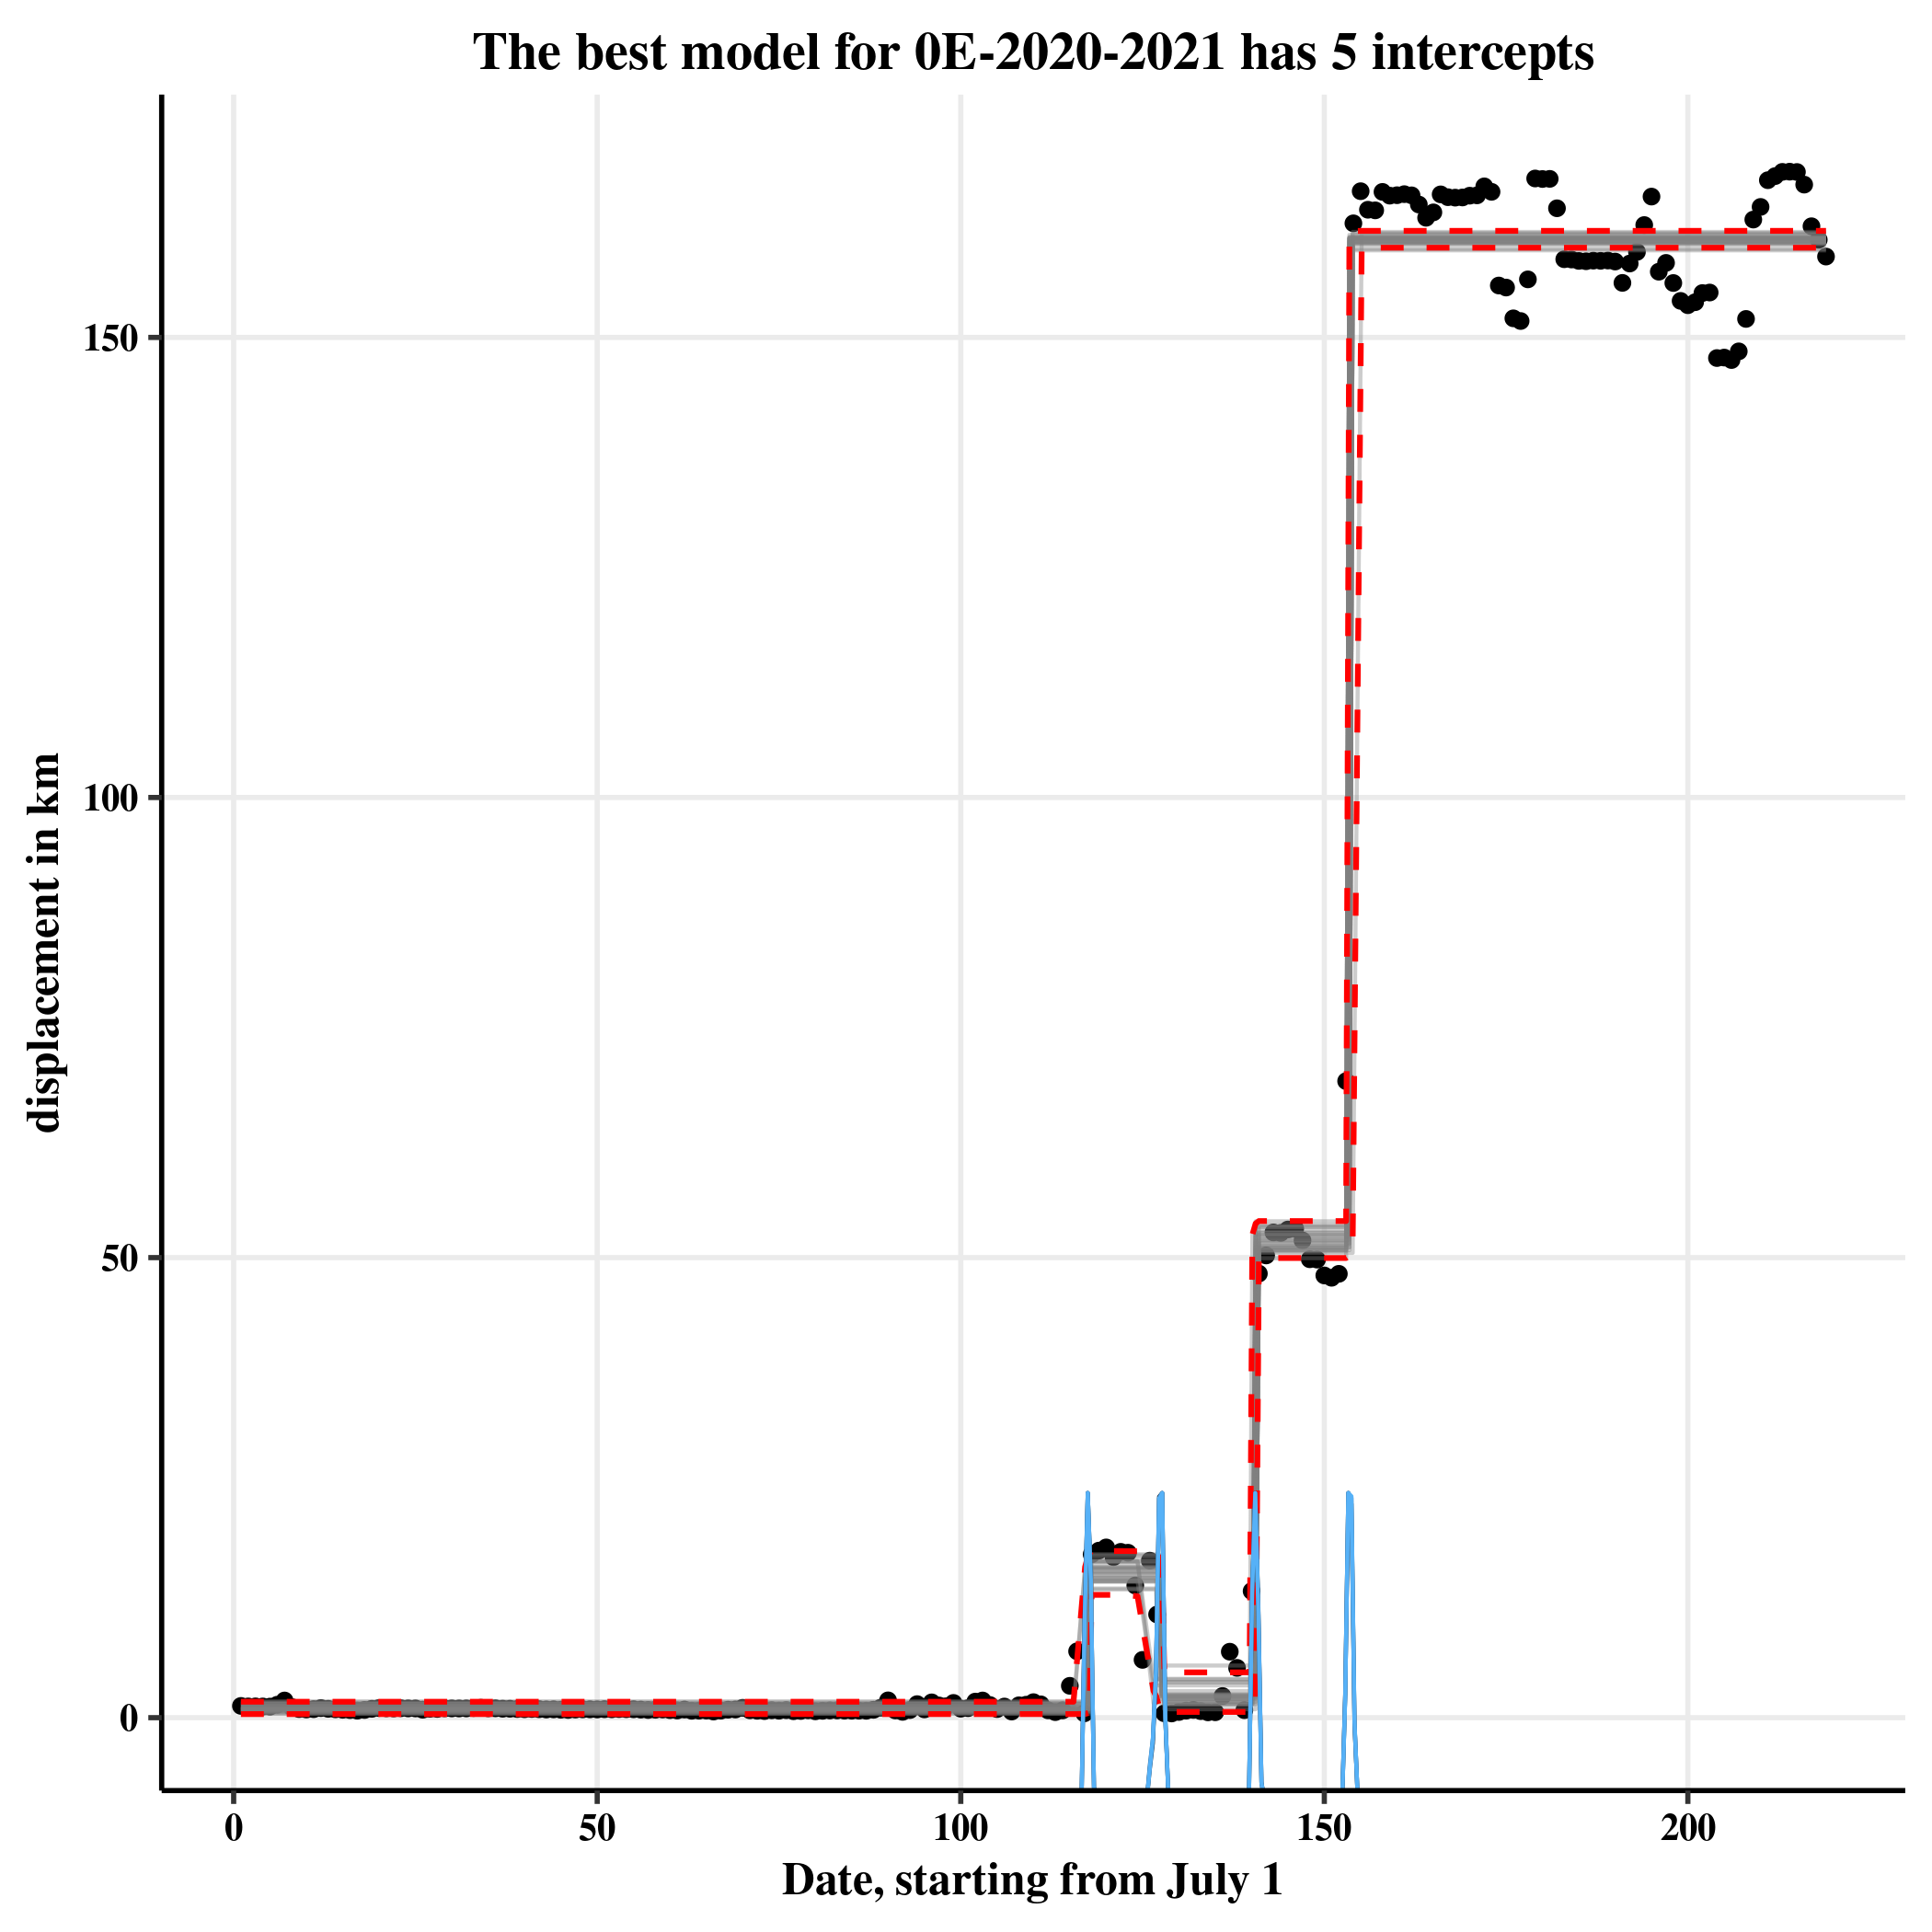 The best model for 0E-2020-2021 has 5 intercepts
150
100
50
0
displacement in km
0 50 100 150 200
Date, starting from July 1